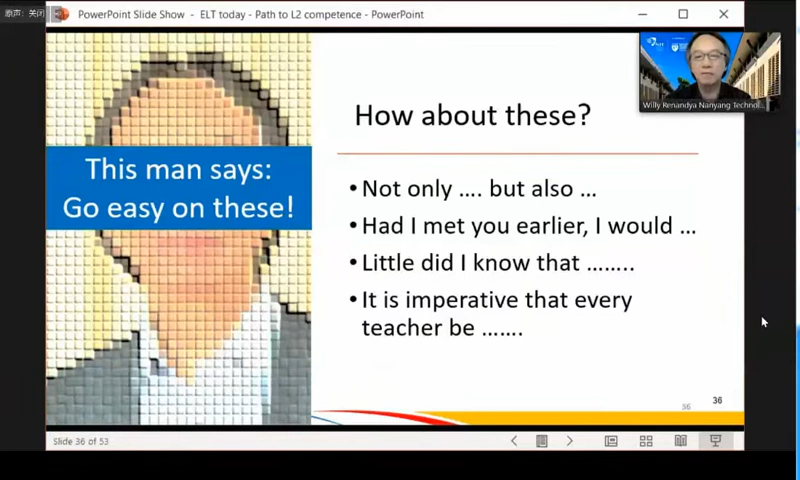 原声：关闭
PowerPoint Slide Show - ELT today - Path to L2 competence - PowerPoint
Willy Renandya Nanyang Technol...
How about these?
This man says:
Go easy on these!
• Not only .... but also ...
• Had I met you earlier, I would ...
• Little did I know that ........
• It is imperative that every
teacher be .......
56
36
Slide 36 of 53